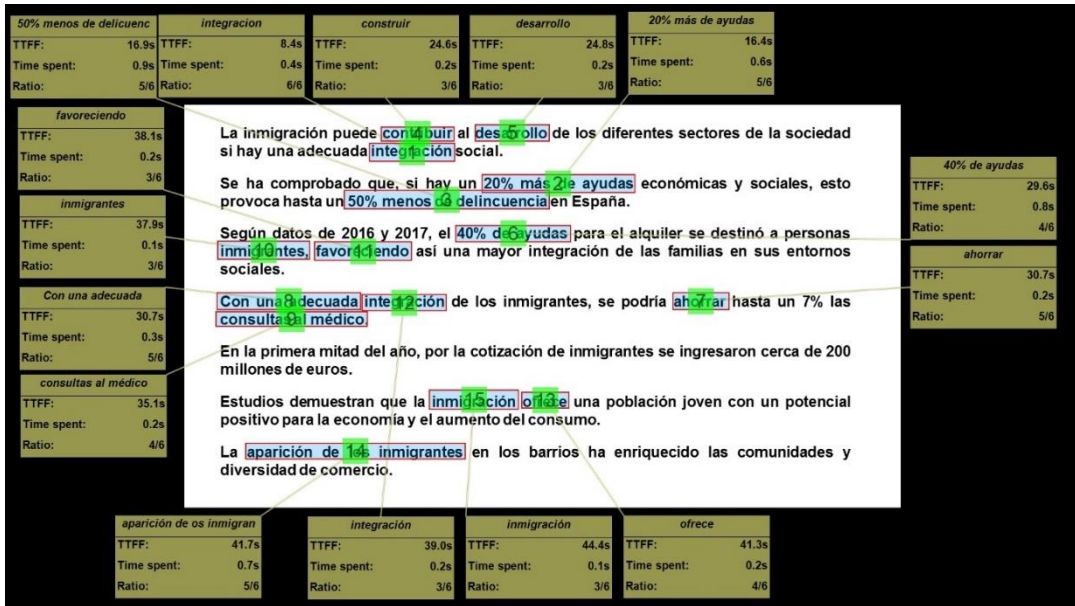 50% menos de delicuenc
TTFF: 16.9s
Time spent: 0.9s
Ratio: 5/6
integracion
TTFF: 8.4s
Time spent: 0.4s
Ratio: 6/6
construir
TTFF: 24.6s
Time spent: 0.2s
Ratio: 3/6
desarrollo
TTFF: 24.8s
Time spent: 0.2s
Ratio: 3/6
20% más de ayudas
TTFF: 16.4s
Time spent: 0.6s
Ratio: 5/6
favoreciendo
TTFF: 38.1s
Time spent: 0.2s
Ratio: 3/6
inmigrantes
TTFF: 37.9s
Time spent: 0.1s
Ratio: 3/6
Con una adecuada
TTFF: 30.7s
Time spent: 0.3s
Ratio: 5/6
consultas al médico
TTFF: 35.1s
Time spent: 0.2s
Ratio: 4/6
La inmigración puede contribuir al desarrollo de los diferentes sectores de la sociedad
si hay una adecuada integración social.
Se ha comprobado que, si hay un 20% más de ayudas económicas y sociales, esto
provoca hasta un 50% menos de delincuencia en España.
Según datos de 2016 y 2017, el 40% de ayudas para el alquiler se destinó a personas
inmigrantes, favoreciendo así una mayor integración de las familias en sus entornos
sociales.
Con una adecuada integración de los inmigrantes, se podría ahorrar hasta un 7% las
consultas al médico.
En la primera mitad del año, por la cotización de inmigrantes se ingresaron cerca de 200
millones de euros.
Estudios demuestran que la inmigración ofrece una población joven con un potencial
positivo para la economía y el aumento del consumo.
La aparición de los inmigrantes en los barrios ha enriquecido las comunidades y
diversidad de comercio.
4
5
1
2
3
6
10
11
8
12
7
9
15
13
14
40% de ayudas
TTFF: 29.6s
Time spent: 0.8s
Ratio: 4/6
ahorrar
TTFF: 30.7s
Time spent: 0.2s
Ratio: 5/6
aparición de os inmigran
TTFF: 41.7s
Time spent: 0.7s
Ratio: 5/6
integración
TTFF: 39.0s
Time spent: 0.2s
Ratio: 3/6
inmigración
TTFF: 44.4s
Time spent: 0.1s
Ratio: 3/6
ofrece
TTFF: 41.3s
Time spent: 0.2s
Ratio: 4/6